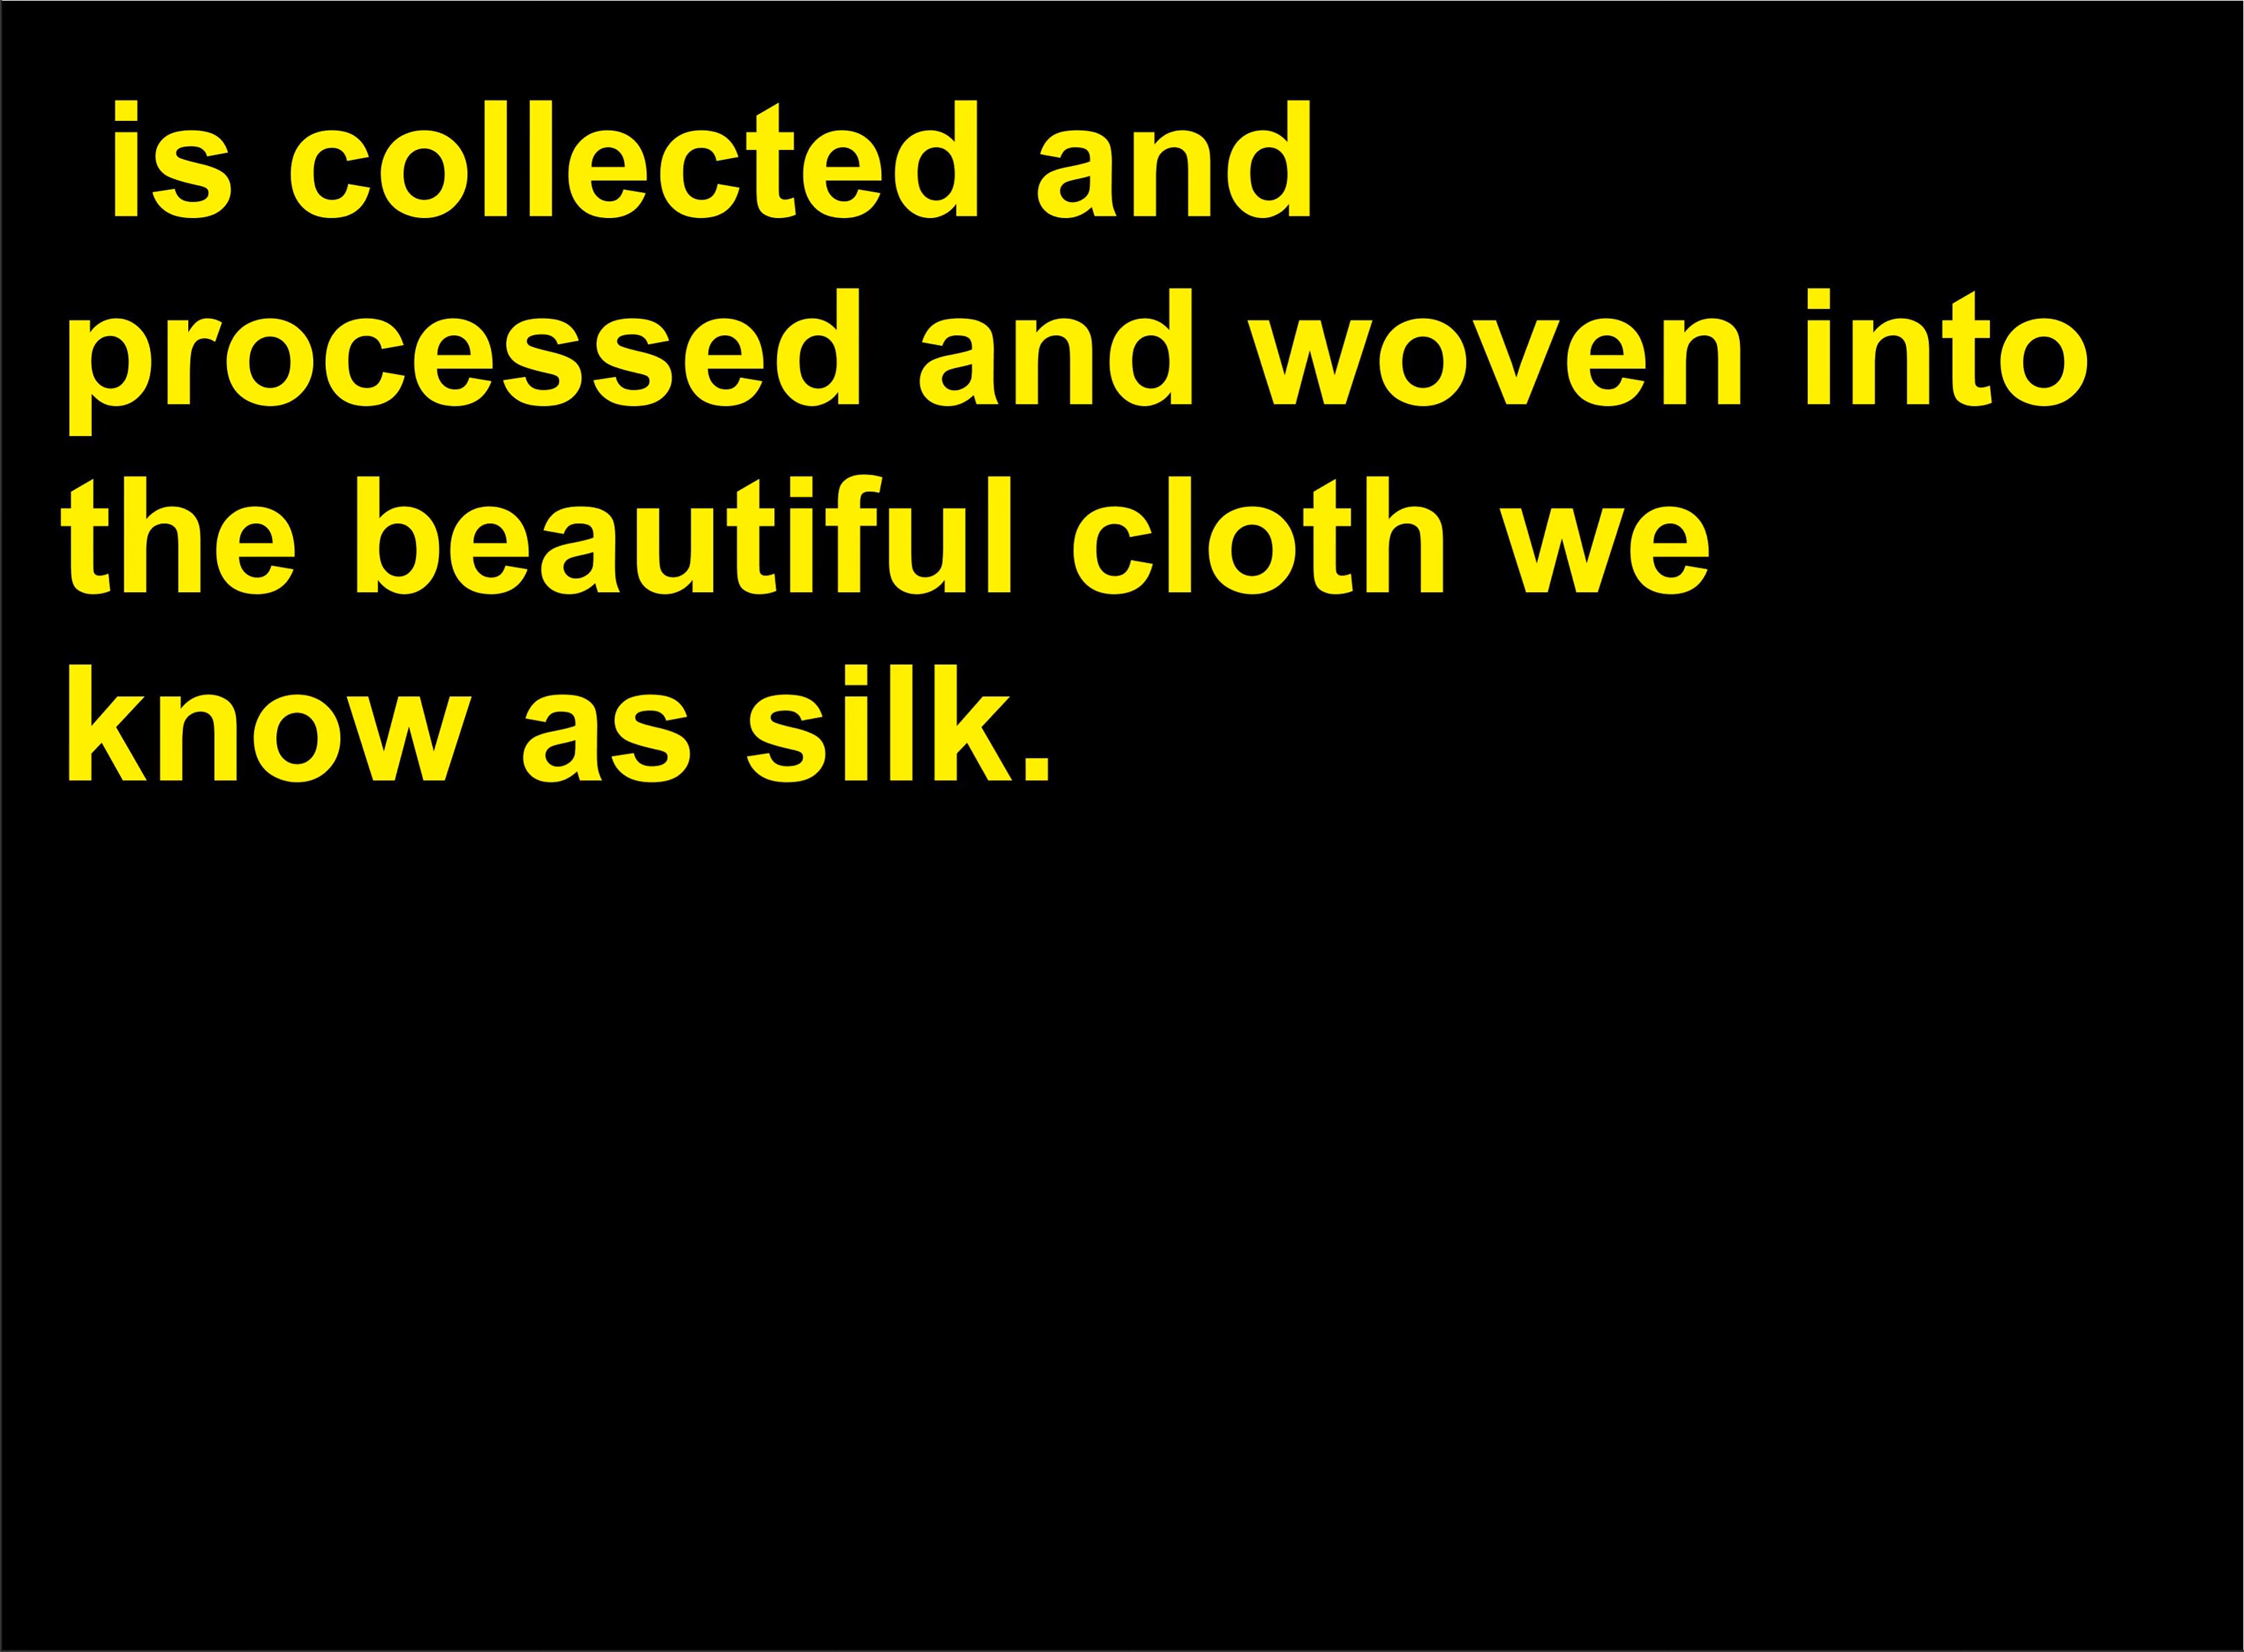 is collected and
processed and woven into
the beautiful cloth we
know as silk.